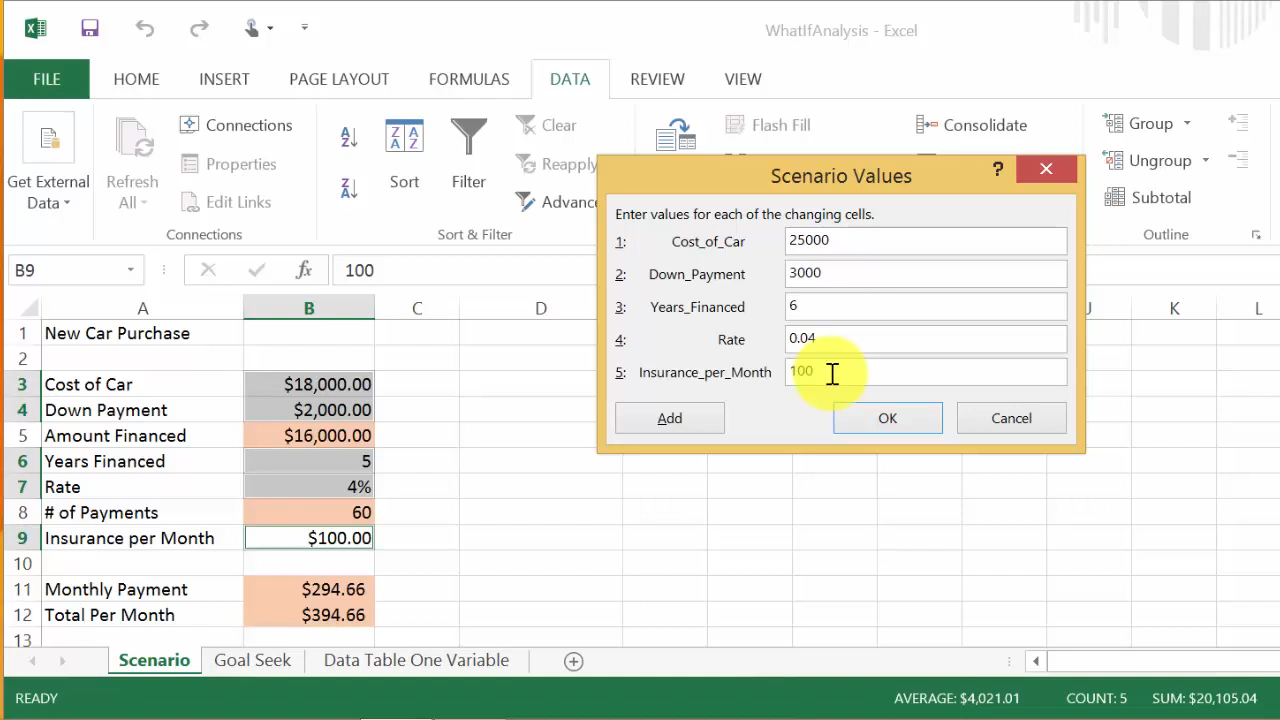 WhatIfAnalysis - Excel
FILE HOME INSERT PAGE LAYOUT FORMULAS DATA REVIEW VIEW
Get External Data
Refresh All
Connections
Properties
Edit Links
Connections
Sort
Filter
Clear
Reapply
Advance
Sort & Filter
Flash Fill
Consolidate
Group
Ungroup
Subtotal
Outline
B9 fx 100
A B C D J K L
1 New Car Purchase
2
3 Cost of Car $18,000.00
4 Down Payment $2,000.00
5 Amount Financed $16,000.00
6 Years Financed 5
7 Rate 4%
8 # of Payments 60
9 Insurance per Month $100.00
10
11 Monthly Payment $294.66
12 Total Per Month $394.66
13
Scenario Values ?
Enter values for each of the changing cells.
1: Cost_of_Car 25000
2: Down_Payment 3000
3: Years_Financed 6
4: Rate 0.04
5: Insurance_per_Month 100
Add OK Cancel
Scenario Goal Seek Data Table One Variable
READY AVERAGE: $4,021.01 COUNT: 5 SUM: $20,105.04